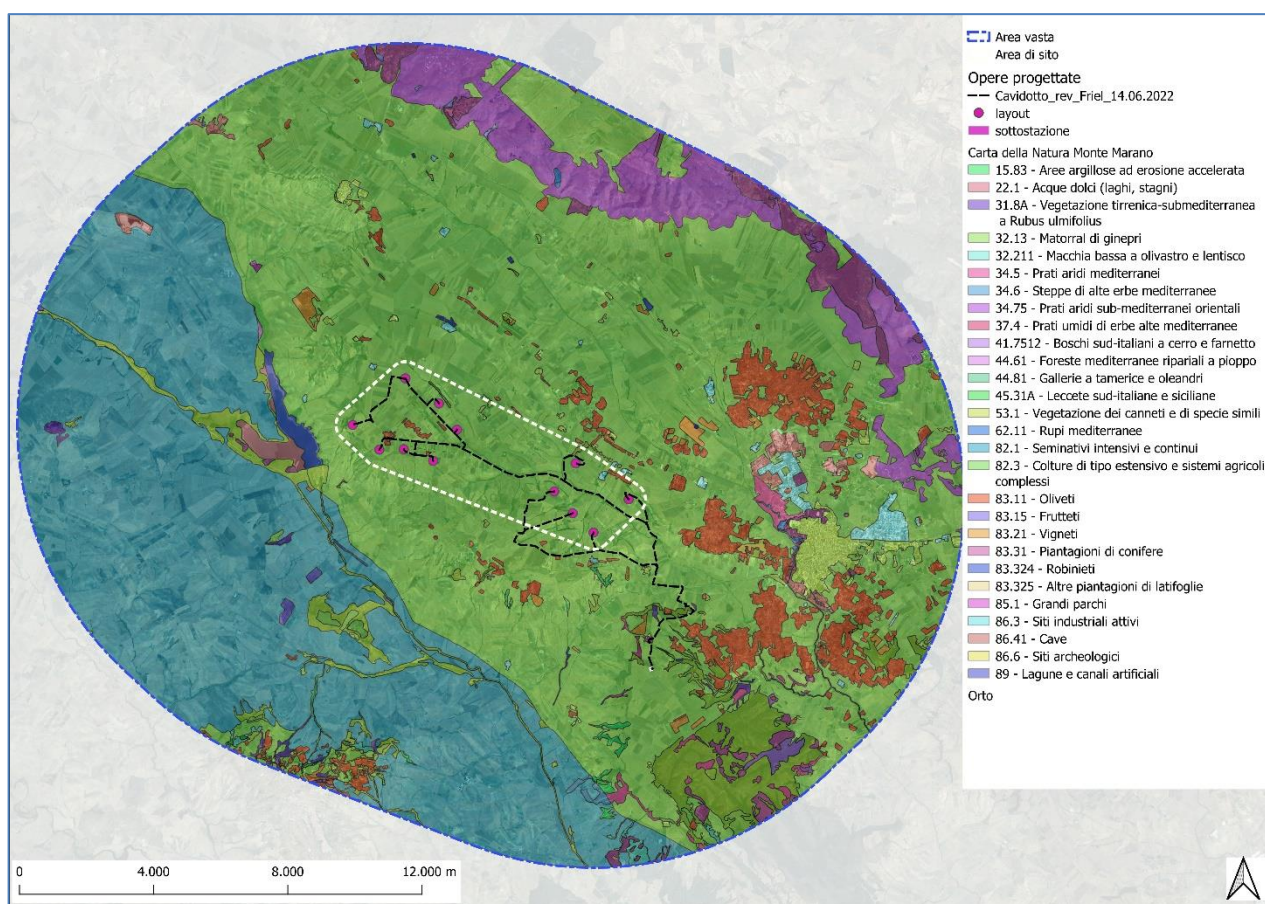 Area vasta
Area di sito
Opere progettate
Cavidotto_rev_Friel_14.06.2022
layout
sottostazione
Carta della Natura Monte Marano
15.83 - Aree argillose ad erosione accelerata
22.1 - Acque dolci (laghi, stagni)
31.8A - Vegetazione tirrenica-submediterranea
a Rubus ulmifolius
32.13 - Matorral di ginepri
32.211 - Macchia bassa a olivastro e lentisco
34.5 - Prati aridi mediterranei
34.6 - Steppe di alte erbe mediterranee
34.75 - Prati aridi sub-mediterranei orientali
37.4 - Prati umidi di erbe alte mediterranee
41.7512 - Boschi sud-italiani a cerro e farnetto
44.61 - Foreste mediterranee ripariali a pioppo
44.81 - Gallerie a tamerice e oleandri
45.31A - Leccete sud-italiane e siciliane
53.1 - Vegetazione dei canneti e di specie simili
62.11 - Rupi mediterranee
82.1 - Seminativi intensivi e continui
82.3 - Colture di tipo estensivo e sistemi agricoli
complessi
83.11 - Oliveti
83.15 - Frutteti
83.21 - Vigneti
83.31 - Piantagioni di conifere
83.324 - Robinieti
83.325 - Altre piantagioni di latifoglie
85.1 - Grandi parchi
86.3 - Siti industriali attivi
86.41 - Cave
86.6 - Siti archeologici
89 - Lagune e canali artificiali
Orto
0 4.000 8.000 12.000 m